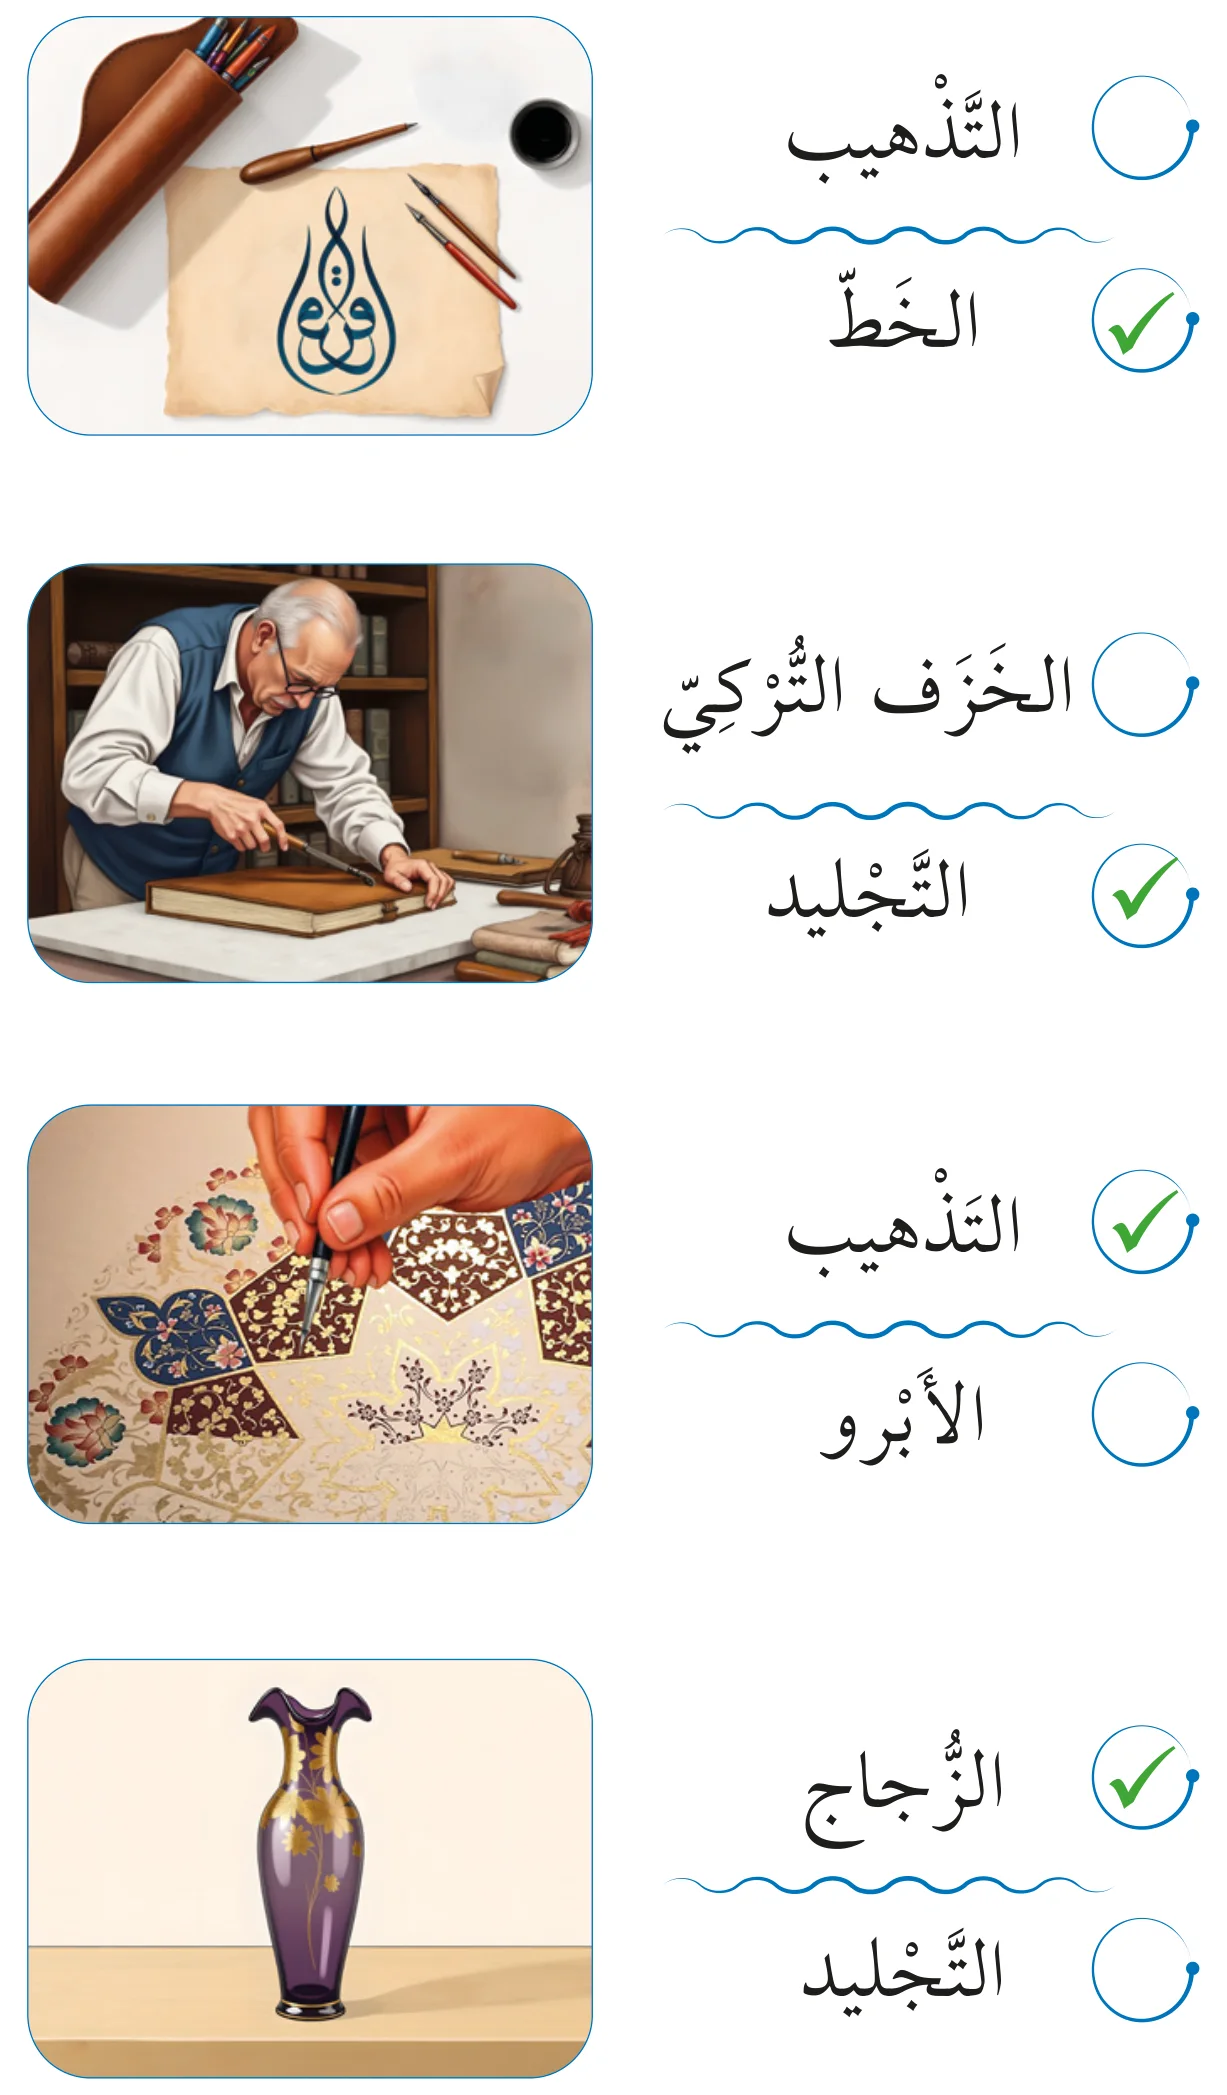 التَّذْهيب
الخَطّ
الخَزَف التُّرْكِيّ
التَّجْليد
التَذْهيب
الأَبْرو
الزُّجاج
التَّجْليد